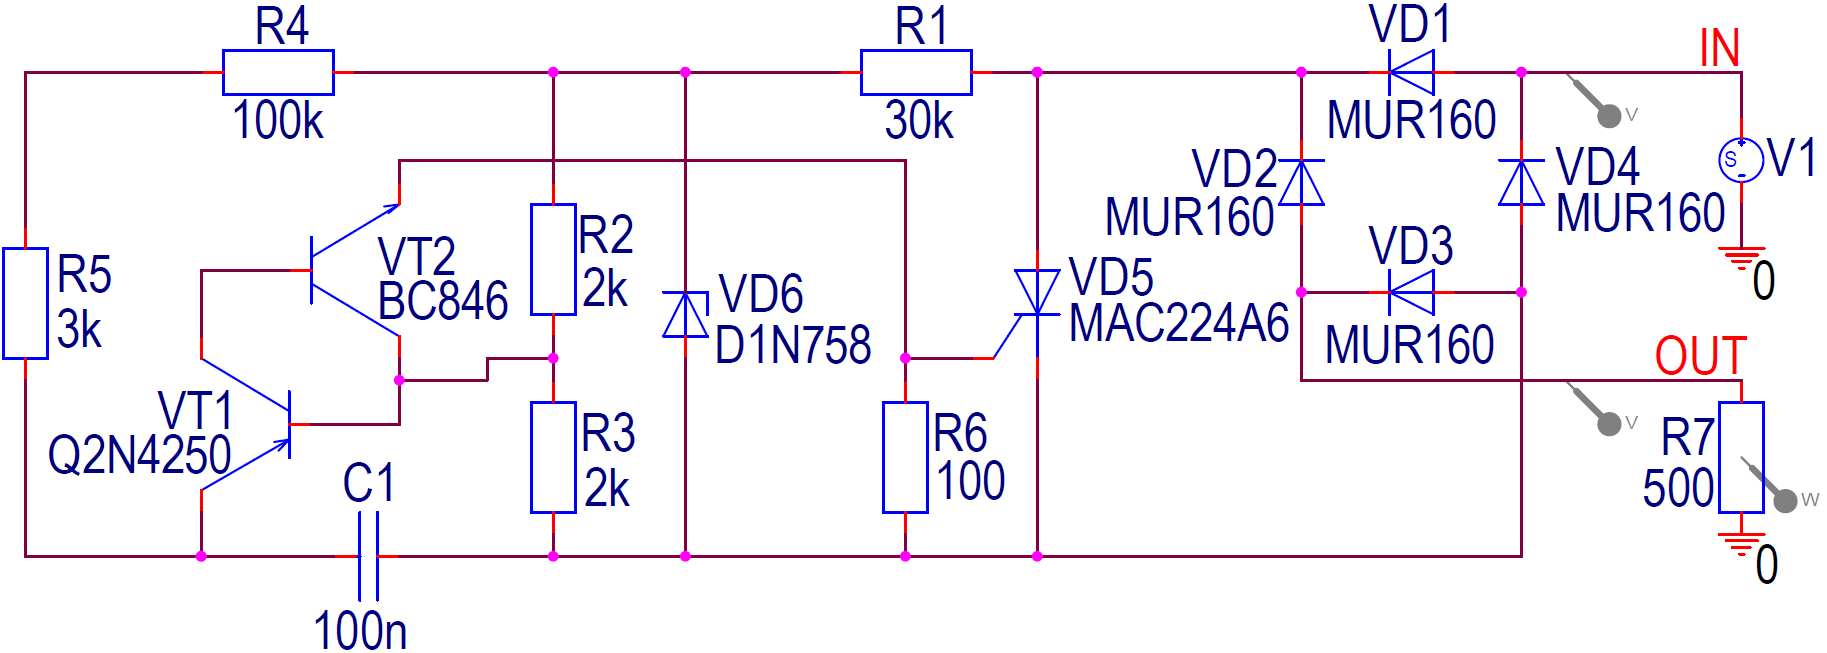 R4
100k
R1
30k
VD1
MUR160
IN
V
VD2
MUR160
VD4
MUR160
S
V1
0
R5
3k
VT2
BC846
R2
2k
VD6
D1N758
VD5
MAC224A6
VD3
MUR160
OUT
V
VT1
Q2N4250
R3
2k
R6
100
R7
500
W
0
C1
100n